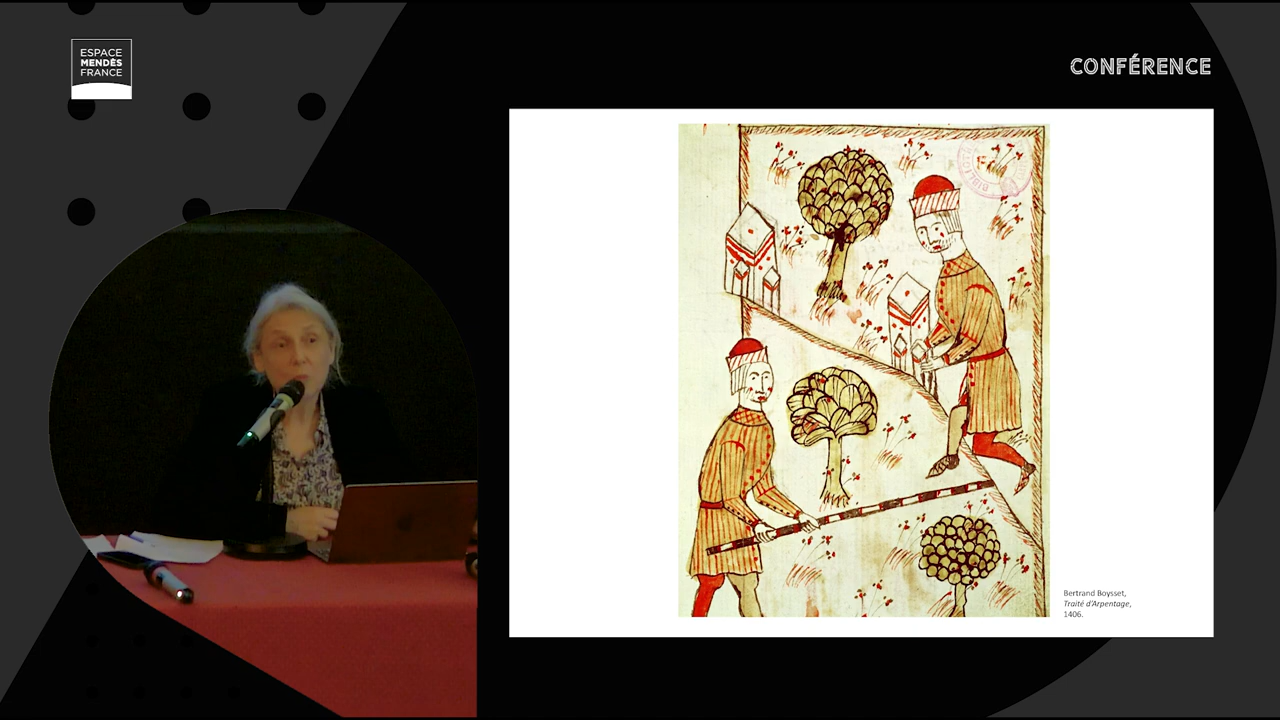 ESPACE
MENDÈS
FRANCE
CONFÉRENCE
Bertrand Boysset,
Traité d'Arpentage,
1406.